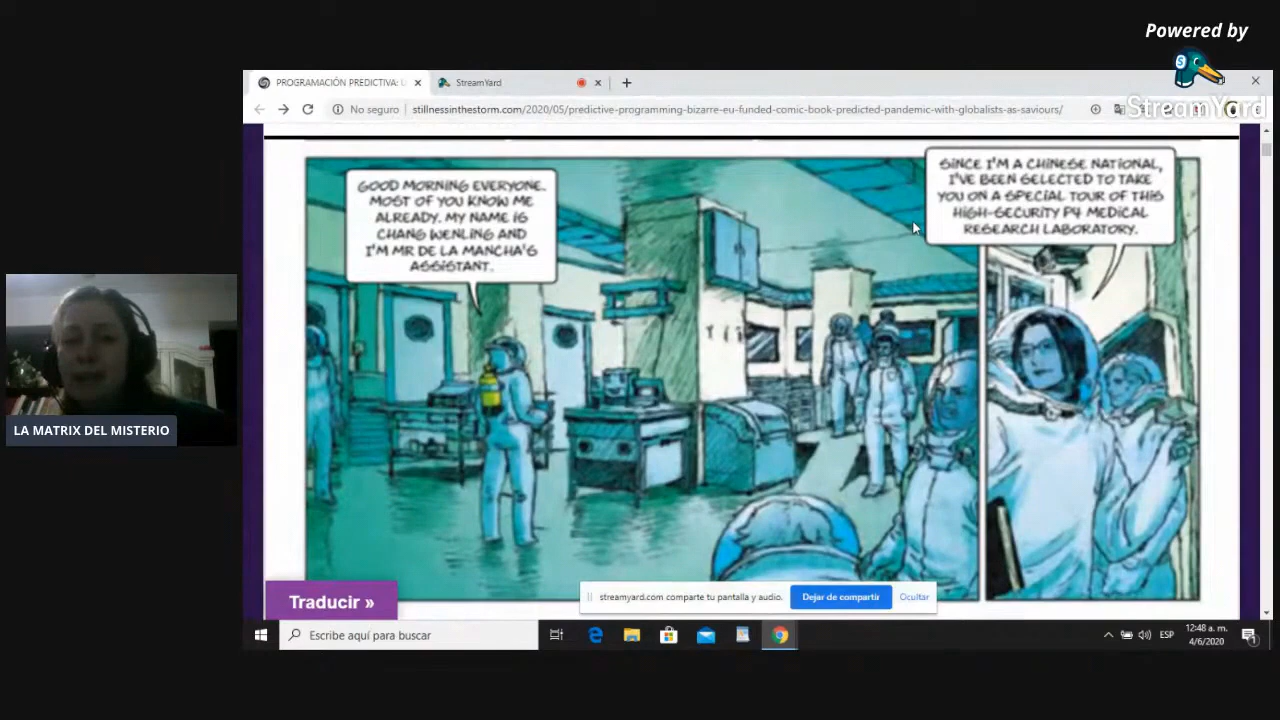 Powered by
StreamYard
PROGRAMACIÓN PREDICTIVA:
StreamYard
No seguro
stillnessinthestorm.com/2020/05/predictive-programming-bizarre-eu-funded-comic-book-predicted-pandemic-with-globalists-as-saviours/
GOOD MORNING EVERYONE.
MOST OF YOU KNOW ME
ALREADY. MY NAME IS
CHANG WENLING AND
I'M MR DE LA MANCHA'S
ASSISTANT.
SINCE I'M A CHINESE NATIONAL,
I'VE BEEN SELECTED TO TAKE
YOU ON A SPECIAL TOUR OF THIS
HIGH-SECURITY P4 MEDICAL
RESEARCH LABORATORY.
LA MATRIX DEL MISTERIO
Traducir »
streamyard.com comparte tu pantalla y audio.
Dejar de compartir
Ocultar
Escribe aquí para buscar
ESP
12:48 a. m.
4/6/2020